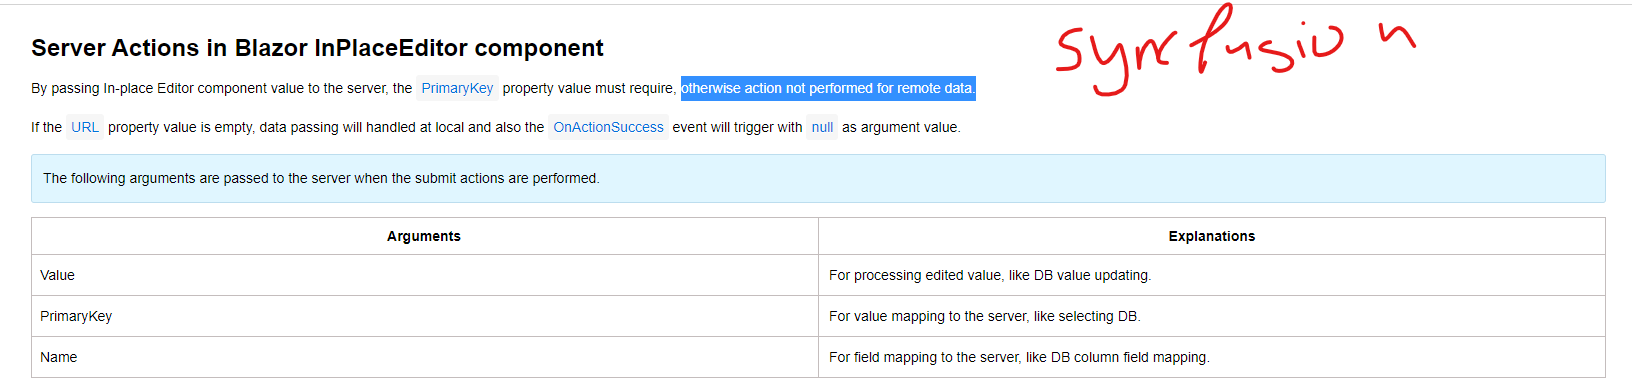 Syncfusion
Server Actions in Blazor InPlaceEditor component
By passing In-place Editor component value to the server, the PrimaryKey property value must require, otherwise action not performed for remote data.
If the URL property value is empty, data passing will handled at local and also the OnActionSuccess event will trigger with null as argument value.
The following arguments are passed to the server when the submit actions are performed.
Arguments Explanations
Value For processing edited value, like DB value updating.
PrimaryKey For value mapping to the server, like selecting DB.
Name For field mapping to the server, like DB column field mapping.